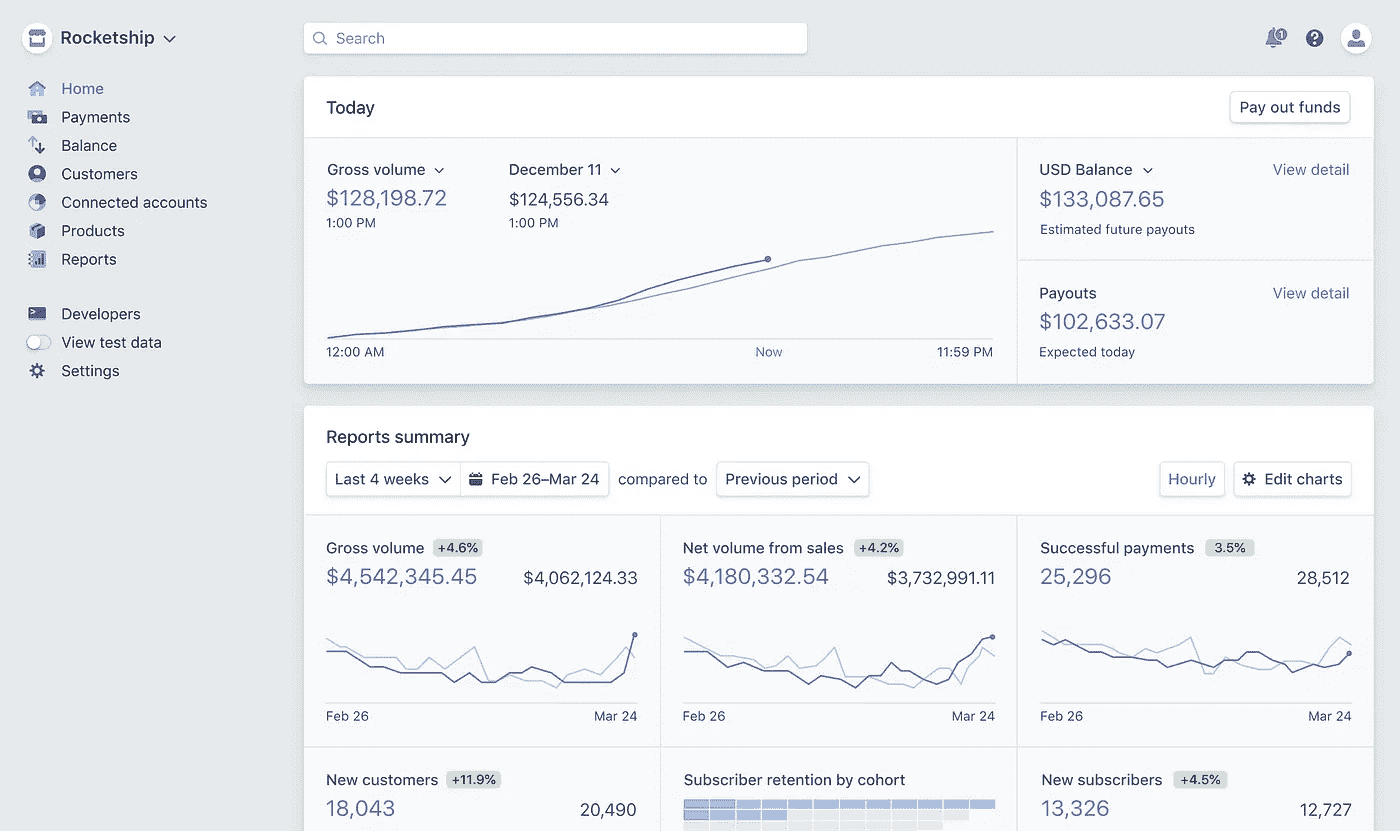 Rocketship
Search
1
Home
Payments
Balance
Customers
Connected accounts
Products
Reports
Developers
View test data
Settings
Today
Pay out funds
Gross volume
$128,198.72
1:00 PM
December 11
$124,556.34
1:00 PM
12:00 AM
Now
11:59 PM
USD Balance
View detail
$133,087.65
Estimated future payouts
Payouts
View detail
$102,633.07
Expected today
Reports summary
Last 4 weeks
Feb 26–Mar 24
compared to
Previous period
Hourly
Edit charts
Gross volume +4.6%
$4,542,345.45 $4,062,124.33
Feb 26 Mar 24
Net volume from sales +4.2%
$4,180,332.54 $3,732,991.11
Feb 26 Mar 24
Successful payments 3.5%
25,296 28,512
Feb 26 Mar 24
New customers +11.9%
18,043 20,490
Subscriber retention by cohort
New subscribers +4.5%
13,326 12,727